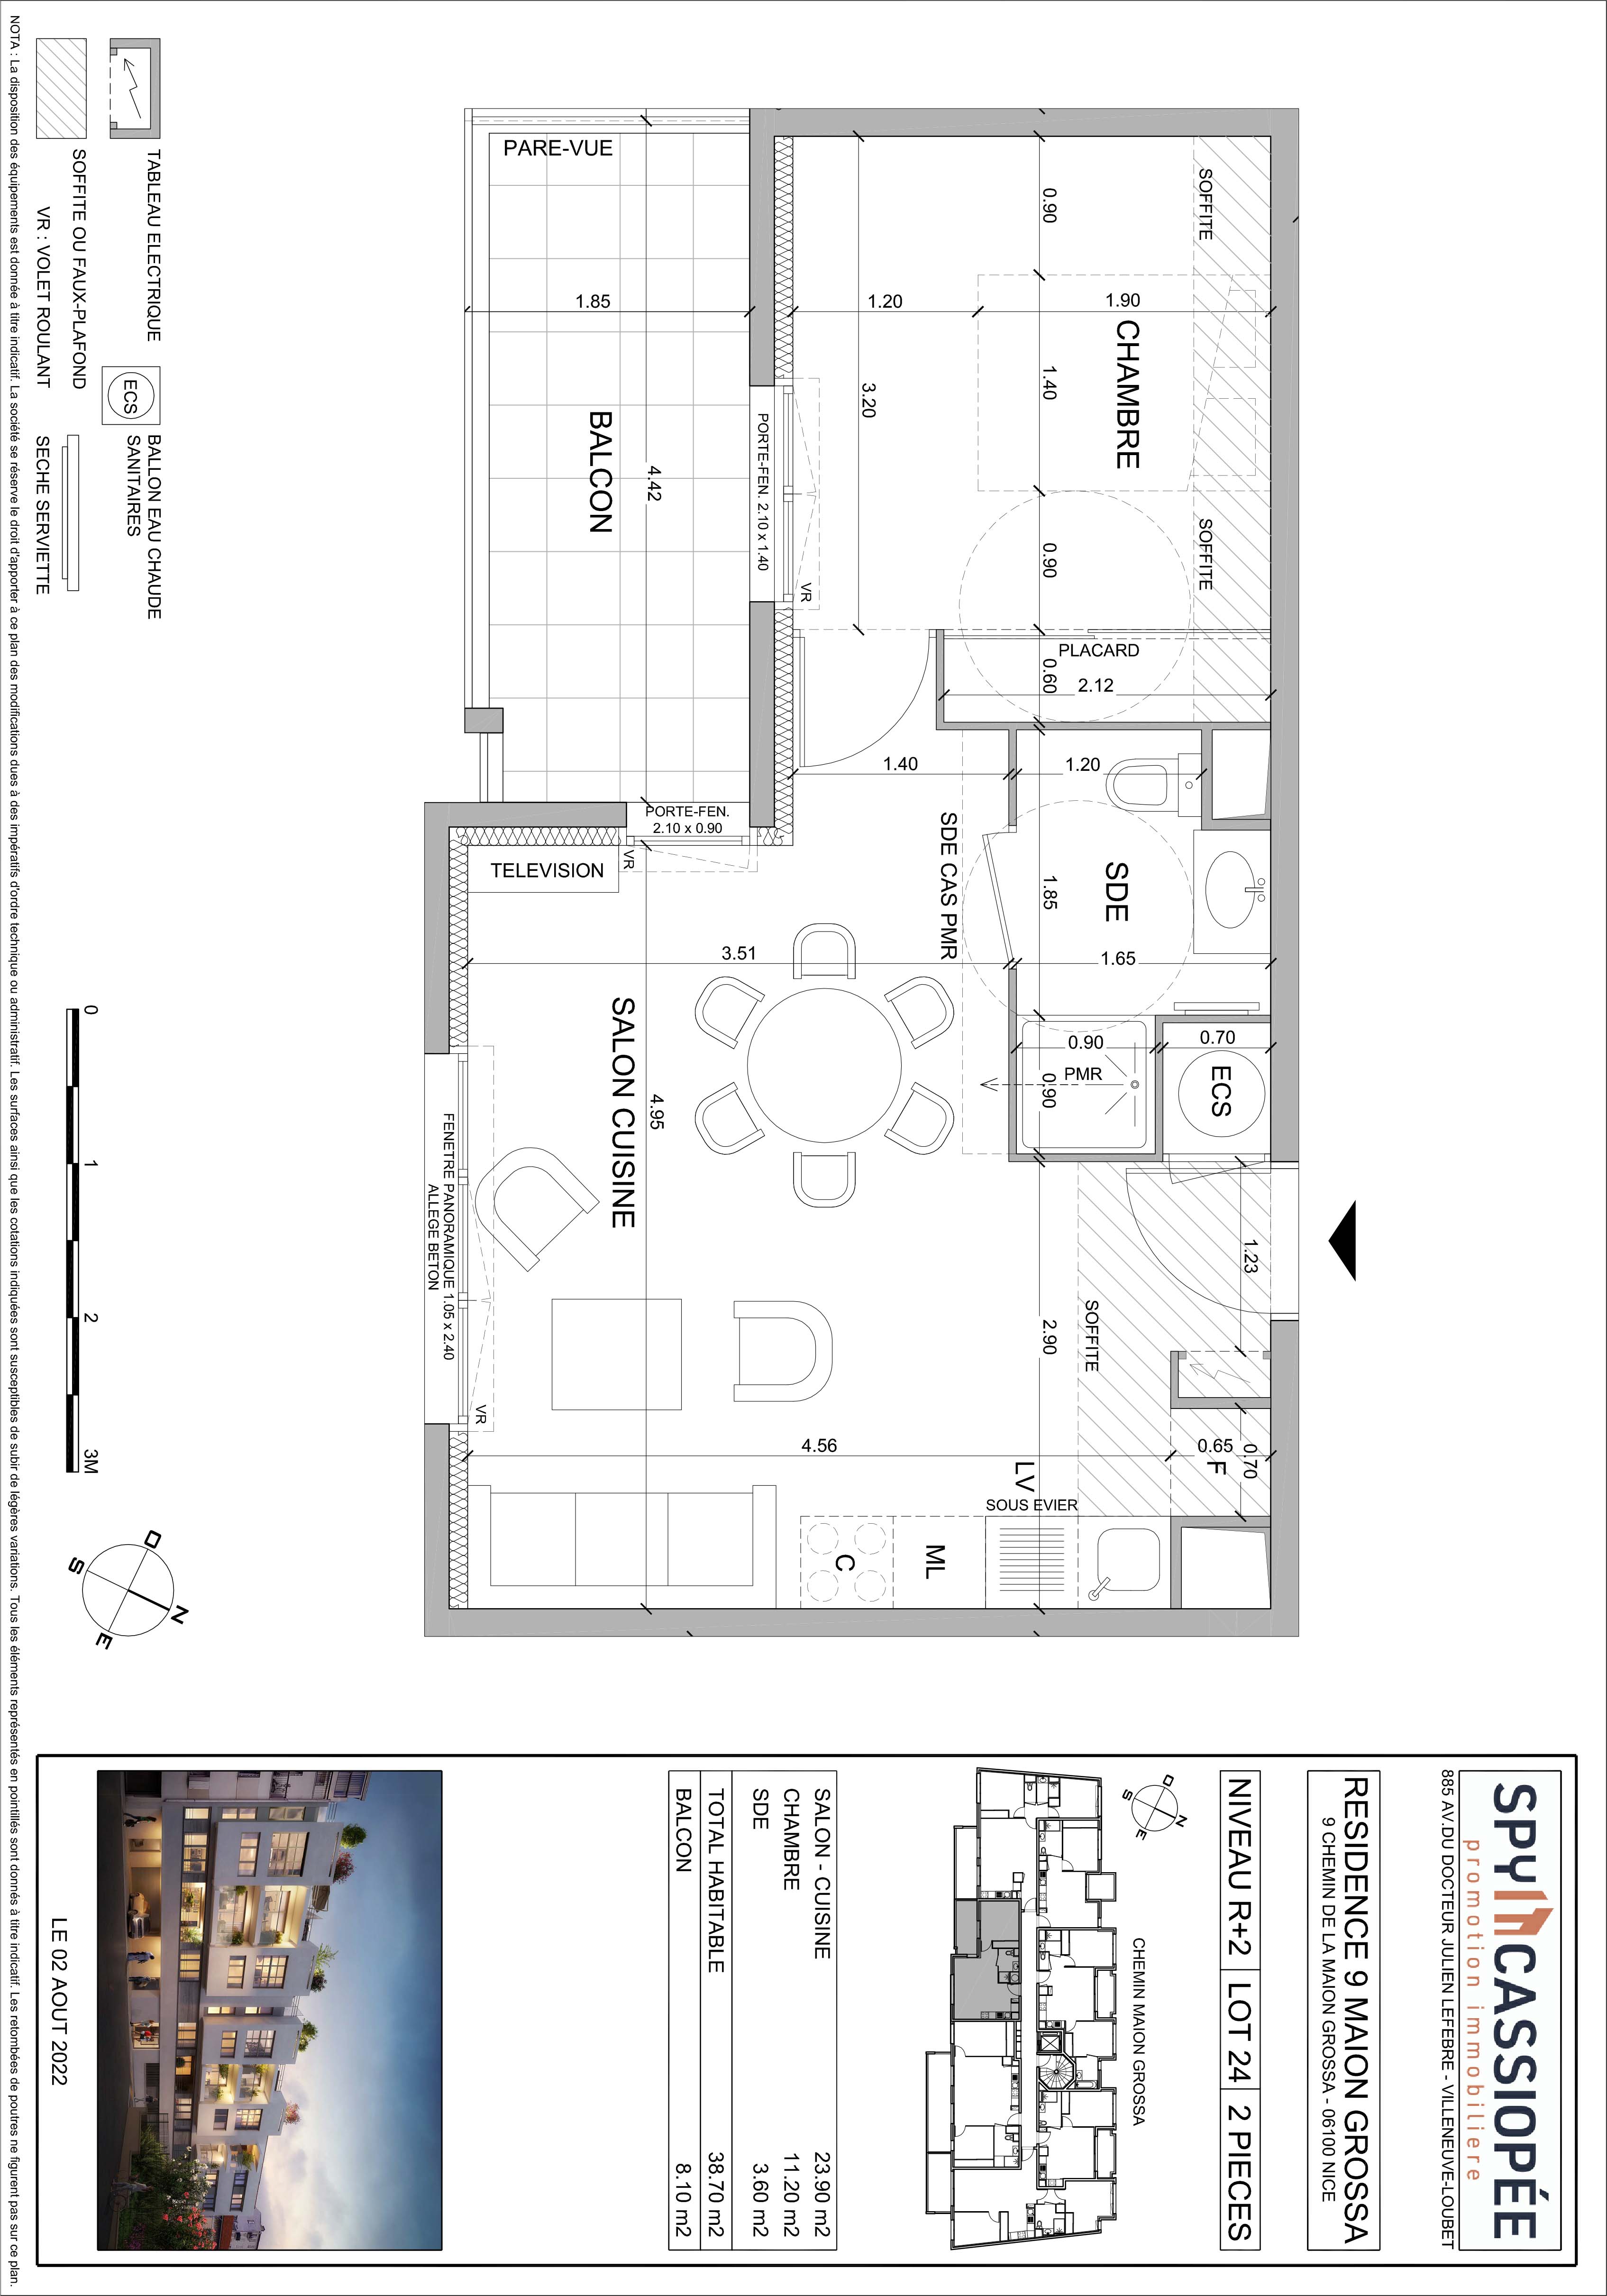 SPY CASSIOPÉE
promotion immobiliere
885 AV.DU DOCTEUR JULIEN LEFEBRE - VILLENEUVE-LOUBET
RESIDENCE 9 MAION GROSSA
9 CHEMIN DE LA MAION GROSSA - 06100 NICE
NIVEAU R+2 LOT 24 2 PIECES
N
O
E
S
CHEMIN MAION GROSSA
SALON - CUISINE 23.90 m2
CHAMBRE 11.20 m2
SDE 3.60 m2
TOTAL HABITABLE 38.70 m2
BALCON 8.10 m2
LE 02 AOUT 2022
SOFFITE
SOFFITE
CHAMBRE
1.90
PLACARD
2.12
0.90
1.40
0.90
0.60
1.20
3.20
VR
PORTE-FEN. 2.10 x 1.40
SDE
1.20
1.65
1.85
0.70
ECS
0.90
PMR
0.90
SDE CAS PMR
1.40
1.23
0.70
0.65
F
SOFFITE
2.90
LV
SOUS EVIER
ML
C
4.56
3.51
PORTE-FEN.
2.10 x 0.90
VR
4.95
SALON CUISINE
TELEVISION
4.42
BALCON
1.85
PARE-VUE
VR
FENETRE PANORAMIQUE 1.05 x 2.40
ALLEGE BETON
TABLEAU ELECTRIQUE
ECS
BALLON EAU CHAUDE
SANITAIRES
SOFFITE OU FAUX-PLAFOND
VR : VOLET ROULANT
SECHE SERVIETTE
0 1 2 3M
N
O
E
S
NOTA : La disposition des équipements est donnée à titre indicatif. La société se réserve le droit d'apporter à ce plan des modifications dues à des impératifs d'ordre technique ou administratif. Les surfaces ainsi que les cotations indiquées sont susceptibles de subir de légères variations. Tous les éléments représentés en pointillés sont donnés à titre indicatif. Les retombées de poutres ne figurent pas sur ce plan.